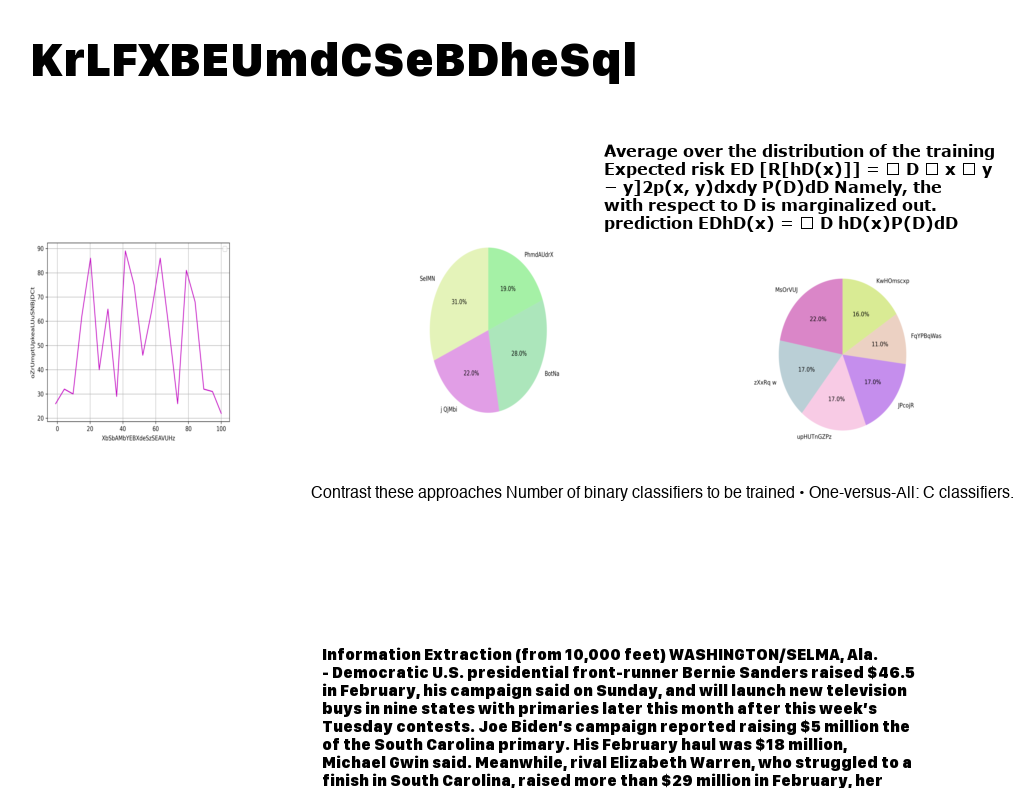 KrLFXBEUmdCSeBDheSql
Average over the distribution of the training
Expected risk ED [R[hD(x)]] = □ D □ x □ y
− y]2p(x, y)dxdy P(D)dD Namely, the
with respect to D is marginalized out.
prediction EDhD(x) = □ D hD(x)P(D)dD
90
80
70
60
50
40
30
20
0 20 40 60 80 100
XbSbAMbYEBXdeSzSEAVUHz
PhmdAUdrX
SelMN
19.0%
31.0%
28.0%
22.0%
BotNa
J QjMbi
KwHOmscxp
MsOrVUJ
16.0%
22.0%
FqYPBqWas
11.0%
17.0%
17.0%
zXxRq w
17.0%
JPcojR
upHUTnGZPz
Contrast these approaches Number of binary classifiers to be trained • One-versus-All: C classifiers.
Information Extraction (from 10,000 feet) WASHINGTON/SELMA, Ala.
- Democratic U.S. presidential front-runner Bernie Sanders raised $46.5
in February, his campaign said on Sunday, and will launch new television
buys in nine states with primaries later this month after this week’s
Tuesday contests. Joe Biden’s campaign reported raising $5 million the
of the South Carolina primary. His February haul was $18 million,
Michael Gwin said. Meanwhile, rival Elizabeth Warren, who struggled to a
finish in South Carolina, raised more than $29 million in February, her